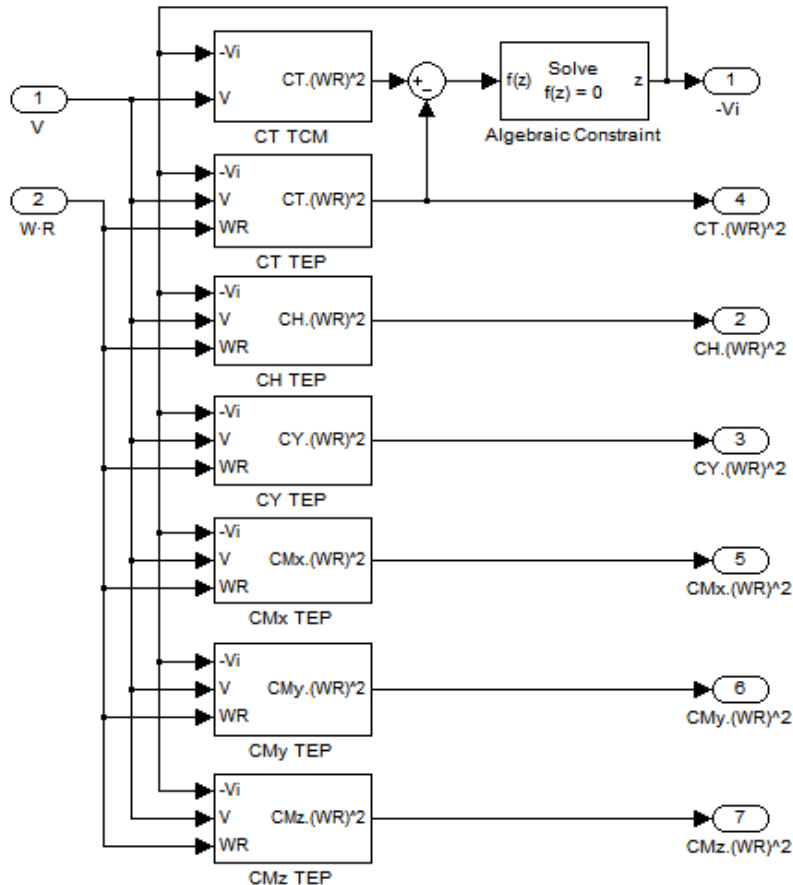 -Vi
V
CT.(WR)^2
CT TCM
+
−
f(z)
Solve
f(z) = 0
z
Algebraic Constraint
1
-Vi
1
V
2
W·R
-Vi
V
WR
CT.(WR)^2
CT TEP
4
CT.(WR)^2
-Vi
V
WR
CH.(WR)^2
CH TEP
2
CH.(WR)^2
-Vi
V
WR
CY.(WR)^2
CY TEP
3
CY.(WR)^2
-Vi
V
WR
CMx.(WR)^2
CMx TEP
5
CMx.(WR)^2
-Vi
V
WR
CMy.(WR)^2
CMy TEP
6
CMy.(WR)^2
-Vi
V
WR
CMz.(WR)^2
CMz TEP
7
CMz.(WR)^2